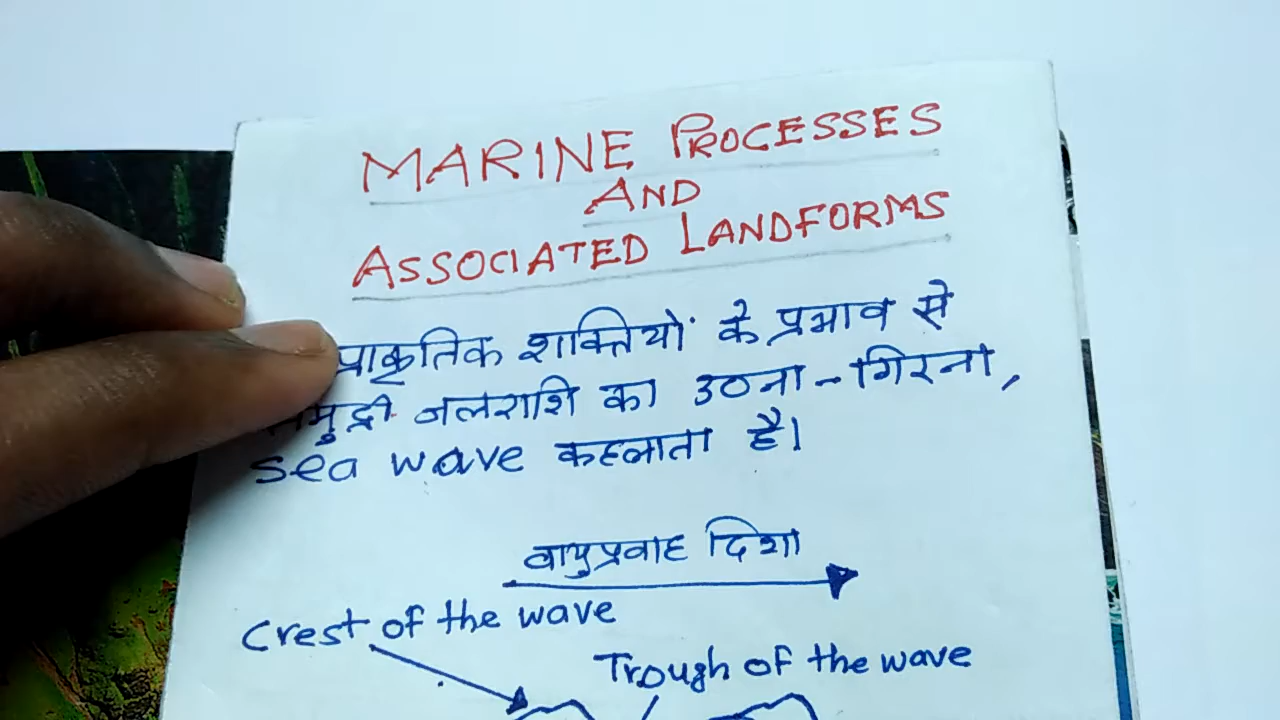 MARINE PROCESSES
AND
ASSOCIATED LANDFORMS
प्राकृतिक शक्तियों के प्रभाव से
समुद्री जलराशि का उठना-गिरना,
sea wave कहलाता है।
वायुप्रवाह दिशा
Crest of the wave
Trough of the wave